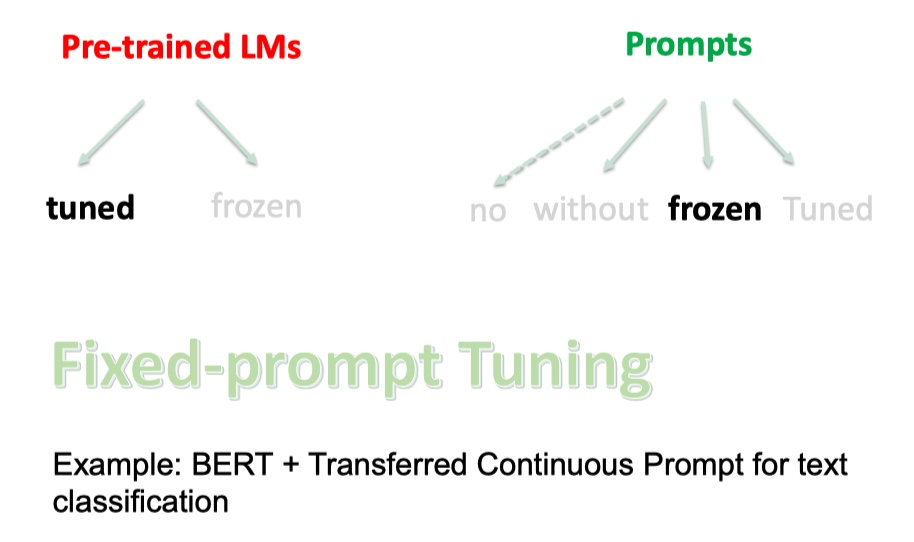 Pre-trained LMs
Prompts
tuned
frozen
no
without
frozen
Tuned
Fixed-prompt Tuning
Example: BERT + Transferred Continuous Prompt for text
classification